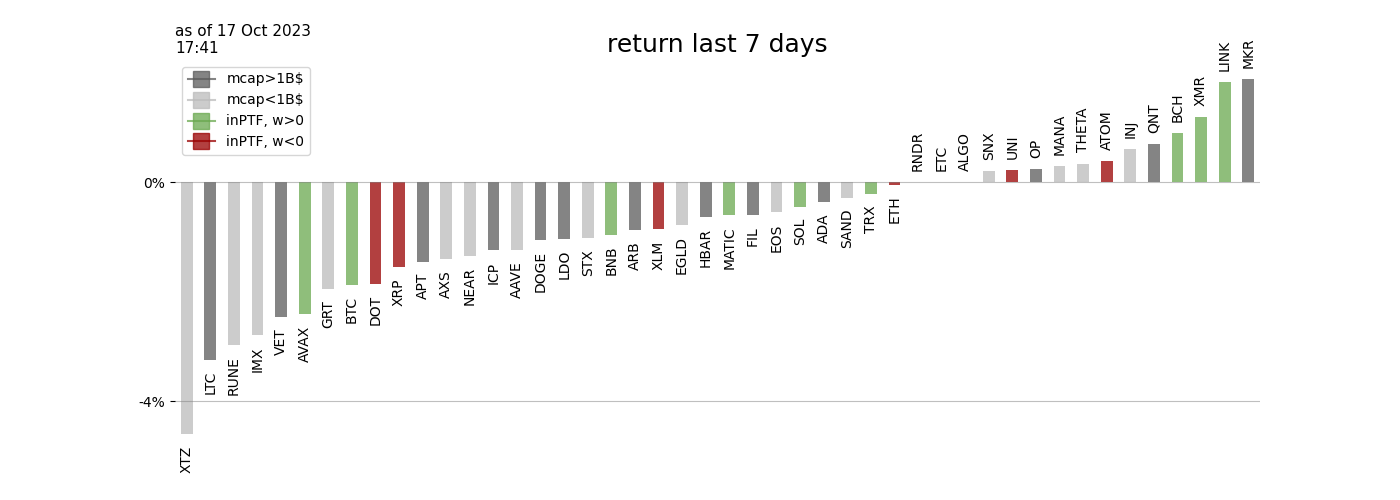 as of 17 Oct 2023
17:41
return last 7 days
mcap>1B$
mcap<1B$
inPTF, w>0
inPTF, w<0
0%
-4%
XTZ
LTC
RUNE
IMX
VET
AVAX
GRT
BTC
DOT
XRP
APT
AXS
NEAR
ICP
AAVE
DOGE
LDO
STX
BNB
ARB
XLM
EGLD
HBAR
MATIC
FIL
EOS
SOL
ADA
SAND
TRX
ETH
RNDR
ETC
ALGO
SNX
UNI
OP
MANA
THETA
ATOM
INJ
QNT
BCH
XMR
LINK
MKR